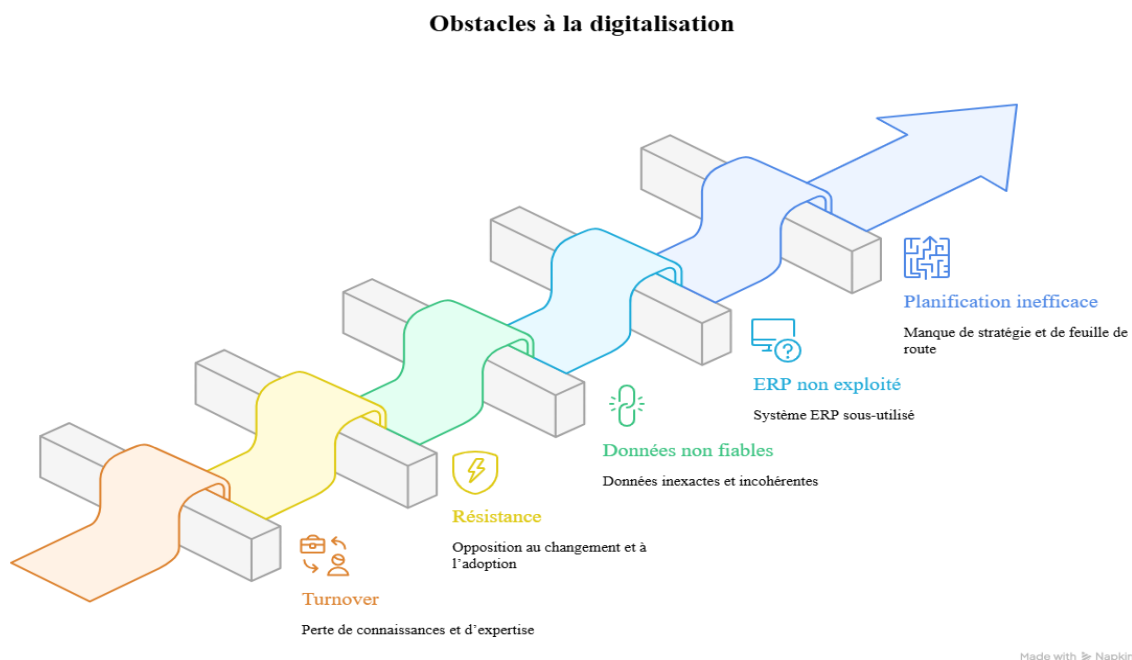 Obstacles à la digitalisation
Planification inefficace
Manque de stratégie et de feuille de
route
ERP non exploité
Système ERP sous-utilisé
Données non fiables
Données inexactes et incohérentes
Résistance
Opposition au changement et à
l’adoption
Turnover
Perte de connaissances et d’expertise
?
Made with Napkin